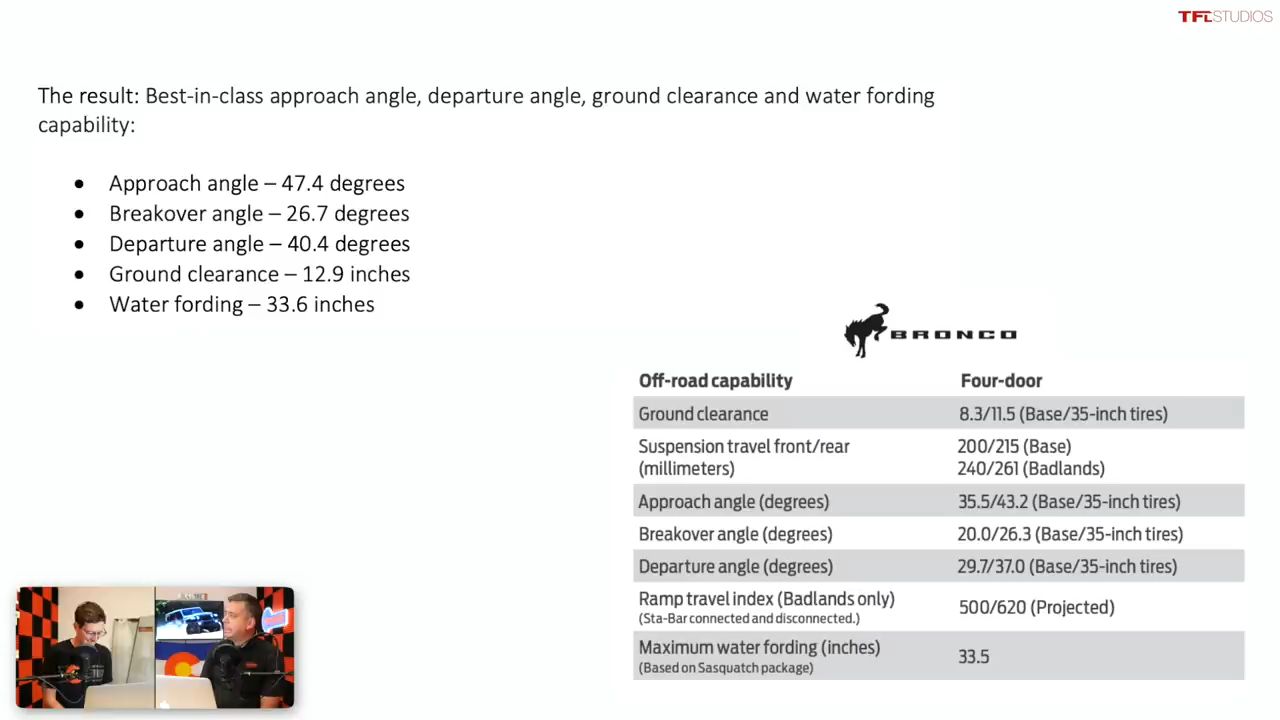 TFLSTUDIOS
The result: Best-in-class approach angle, departure angle, ground clearance and water fording
capability:
• Approach angle – 47.4 degrees
• Breakover angle – 26.7 degrees
• Departure angle – 40.4 degrees
• Ground clearance – 12.9 inches
• Water fording – 33.6 inches
BRONCO
Off-road capability Four-door
Ground clearance 8.3/11.5 (Base/35-inch tires)
Suspension travel front/rear 200/215 (Base)
(millimeters) 240/261 (Badlands)
Approach angle (degrees) 35.5/43.2 (Base/35-inch tires)
Breakover angle (degrees) 20.0/26.3 (Base/35-inch tires)
Departure angle (degrees) 29.7/37.0 (Base/35-inch tires)
Ramp travel index (Badlands only) 500/620 (Projected)
(Sta-Bar connected and disconnected.)
Maximum water fording (inches) 33.5
(Based on Sasquatch package)